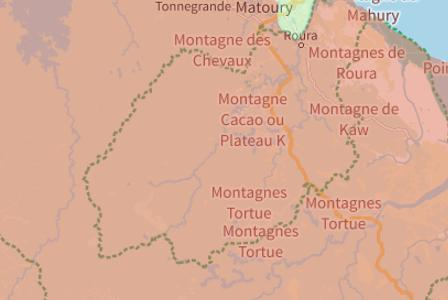 Tonnegrande
Matoury
Mahury
Roura
Montagne des
Chevaux
Montagnes de
Roura
Montagne
Cacao ou
Plateau K
Montagne de
Kaw
Montagnes
Tortue
Montagnes
Tortue
Montagnes
Tortue